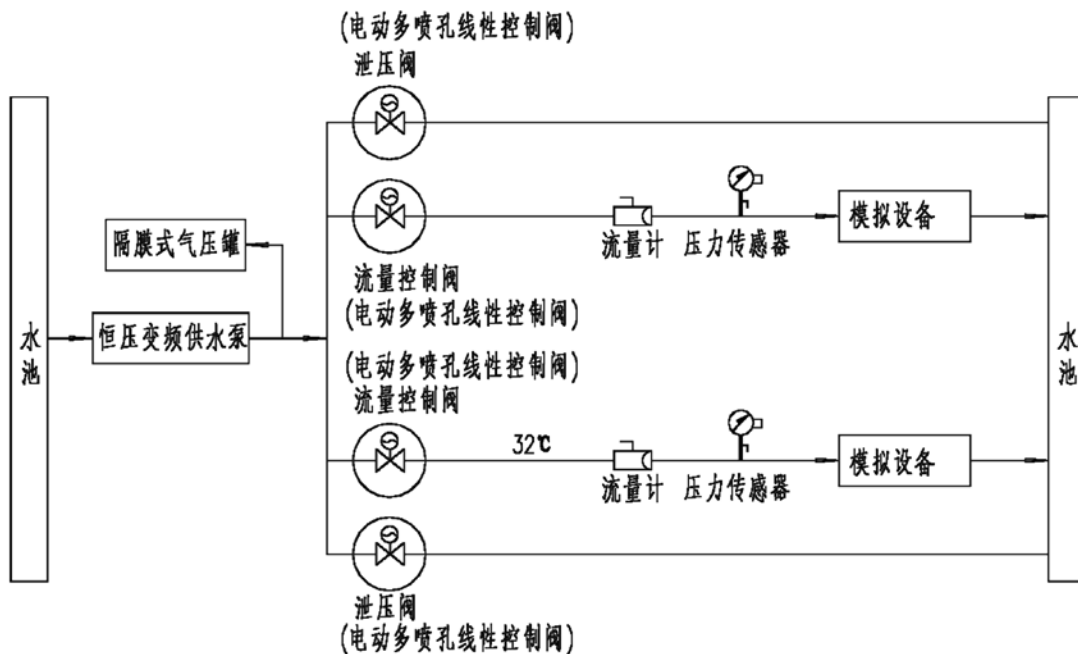 (电动多喷孔线性控制阀)
泄压阀
流量计
压力传感器
模拟设备
隔膜式气压罐
流量控制阀
(电动多喷孔线性控制阀)
水池
恒压变频供水泵
水池
(电动多喷孔线性控制阀)
流量控制阀
32℃
流量计
压力传感器
模拟设备
泄压阀
(电动多喷孔线性控制阀)